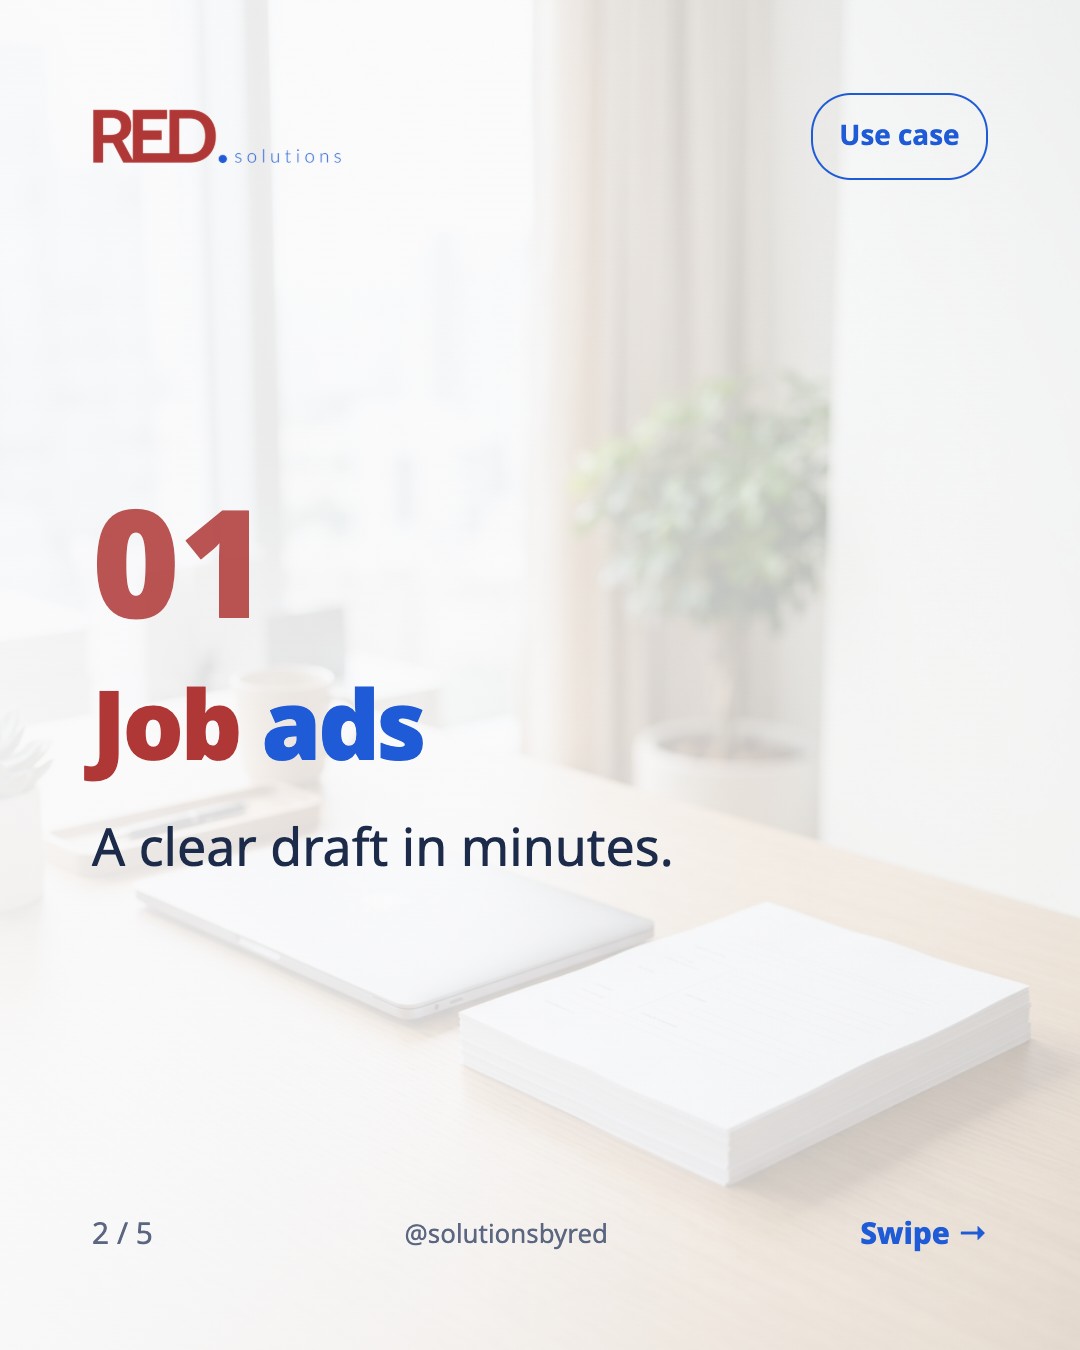 RED.solutions
Use case
01
Job ads
A clear draft in minutes.
2 / 5
@solutionsbyred
Swipe →